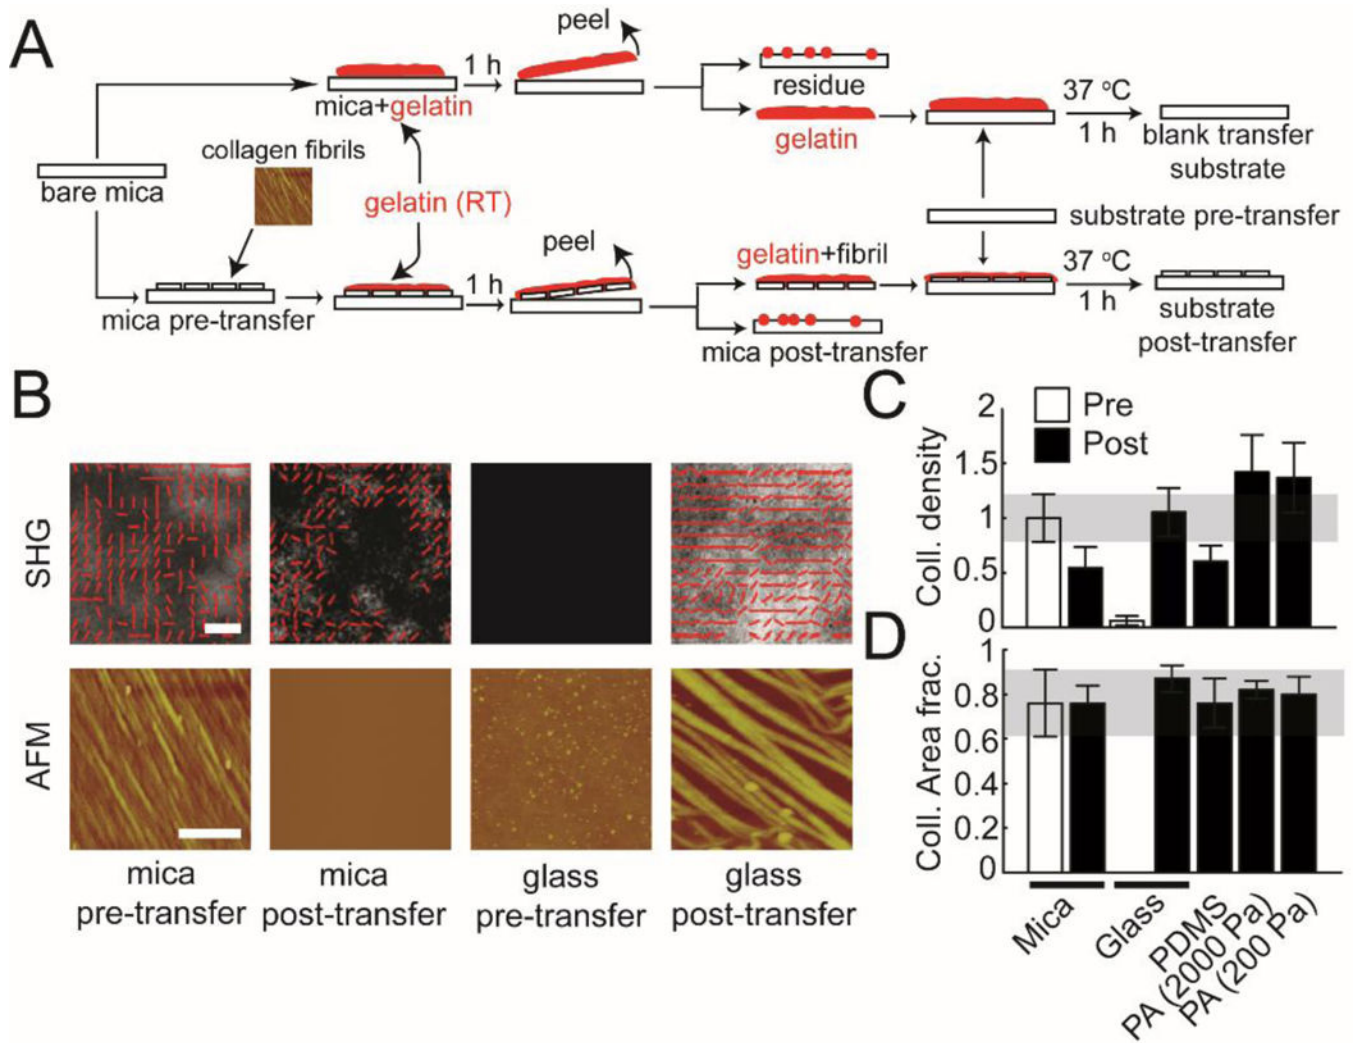 A
peel
1 h
mica+gelatin
residue
gelatin
37 °C
1 h
blank transfer
substrate
collagen fibrils
bare mica
gelatin (RT)
substrate pre-transfer
mica pre-transfer
1 h
peel
gelatin+fibril
mica post-transfer
37 °C
1 h
substrate
post-transfer
B
SHG
AFM
mica
pre-transfer
mica
post-transfer
glass
pre-transfer
glass
post-transfer
C
Pre
Post
Coll. density
2
1.5
1
0.5
0
D
Coll. Area frac.
1
0.8
0.6
0.4
0.2
0
Mica
Glass
PDMS
PA (2000 Pa)
PA (200 Pa)